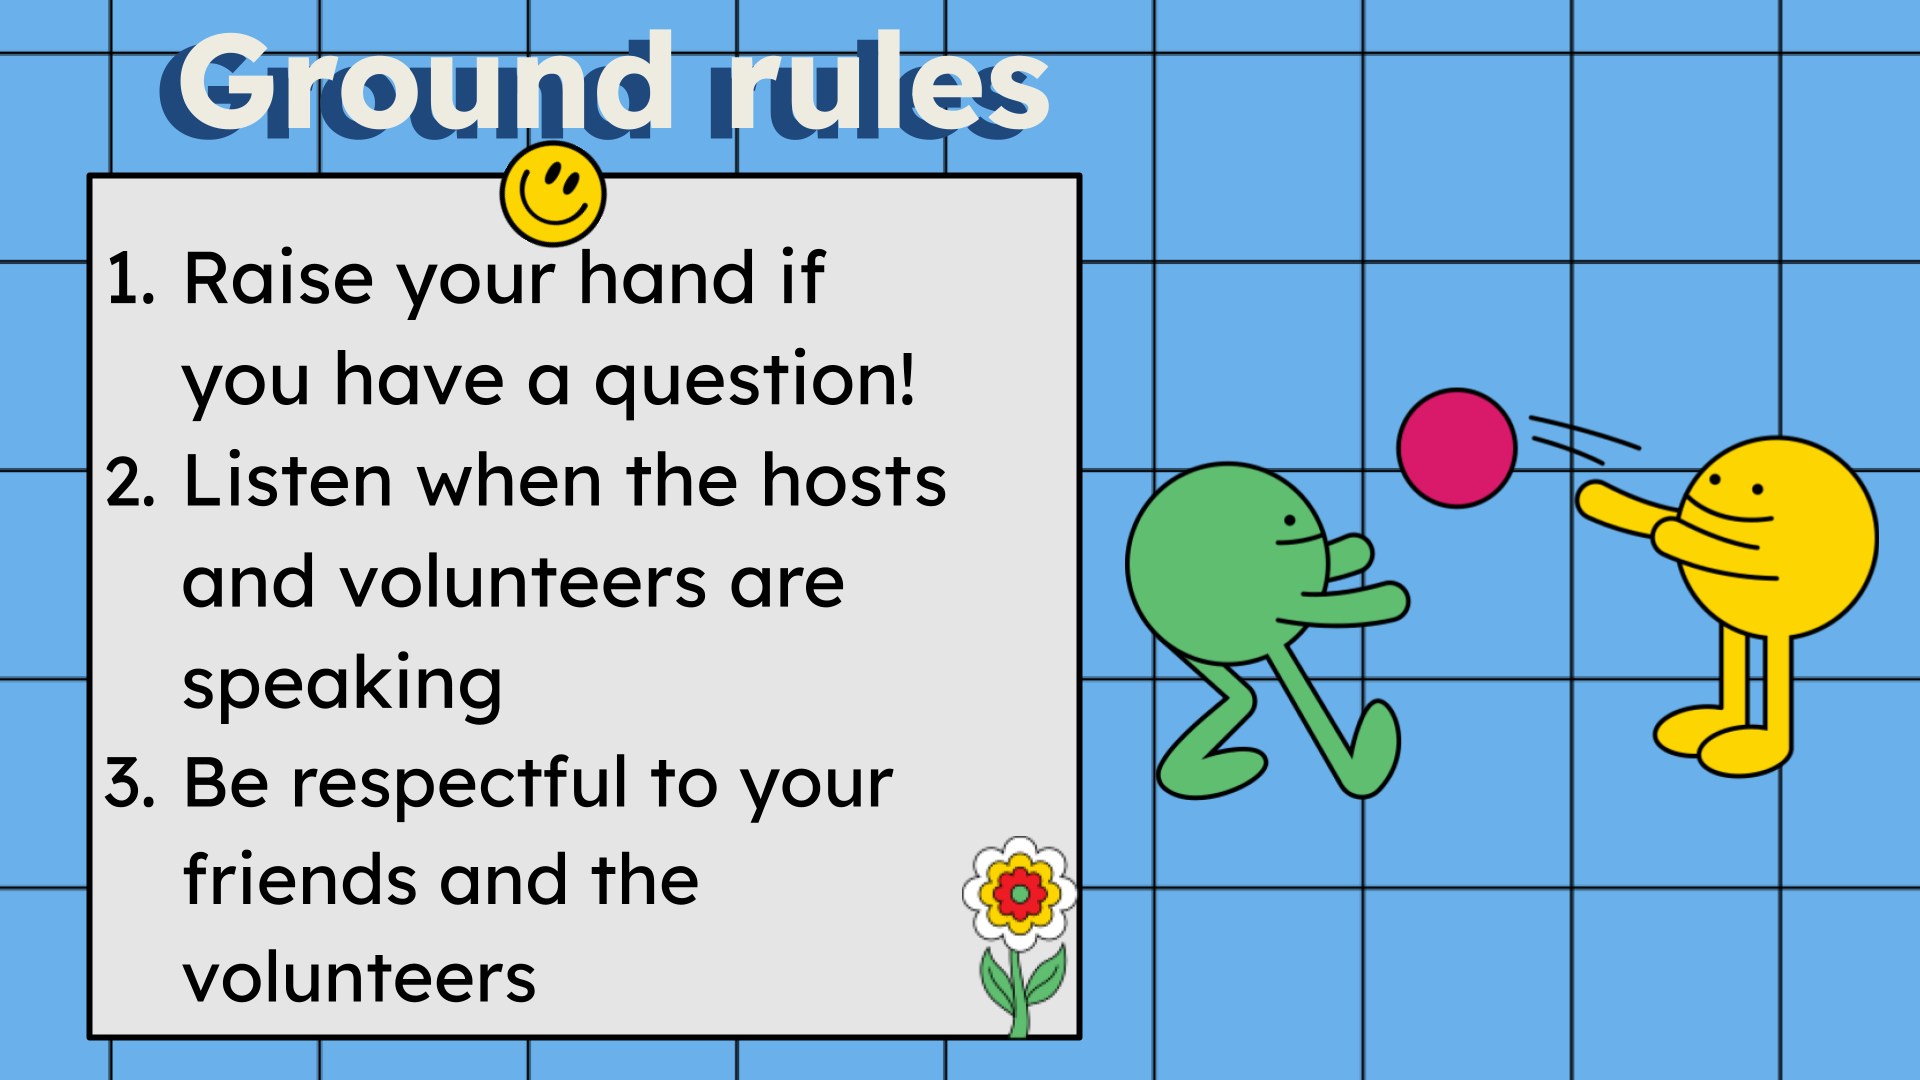 Ground rules
1. Raise your hand if
you have a question!
2. Listen when the hosts
and volunteers are
speaking
3. Be respectful to your
friends and the
volunteers